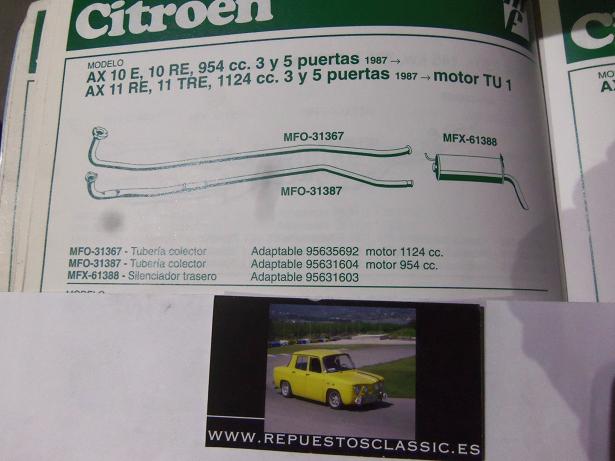 Citroën
MODELO
AX 10 E, 10 RE, 954 cc. 3 y 5 puertas 1987 →
AX 11 RE, 11 TRE, 1124 cc. 3 y 5 puertas 1987 → motor TU 1
MFO-31367
MFX-61388
MFO-31387
MFO-31367 - Tubería colector Adaptable 95635692 motor 1124 cc.
MFO-31387 - Tubería colector Adaptable 95631604 motor 954 cc.
MFX-61388 - Silenciador trasero Adaptable 95631603
WWW.REPUESTOSCLASSIC.ES